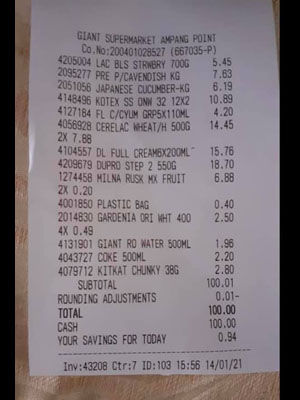 GIANT SUPERMARKET AMPANG POINT
Co.No:200401028527 (667035-P)
4205004 LAC BLS STRWBRY 700G 5.45
2095277 PRE P/CAVENDISH KG 7.63
2051056 JAPANESE CUCUMBER-KG 6.19
4148496 KOTEX SS ONW 32 12X2 10.89
4127184 FL C/CYUM GRP5X110ML 4.20
4056928 CERELAC WHEAT/H 500G 14.45
2X 7.88
4104557 DL FULL CREAM6X200ML 15.76
4209679 DUPRO STEP 2 550G 18.70
1274458 MILNA RUSK MX FRUIT 6.88
2X 0.20
4001850 PLASTIC BAG 0.40
2014830 GARDENIA ORI WHT 400 2.50
4X 0.49
4131901 GIANT RO WATER 500ML 1.96
4043727 COKE 500ML 2.20
4079712 KITKAT CHUNKY 38G 2.80
SUBTOTAL 100.01
ROUNDING ADJUSTMENTS 0.01-
TOTAL 100.00
CASH 100.00
YOUR SAVINGS FOR TODAY 0.94
Inv:43208 Ctr:7 ID:103 15:56 14/01/21